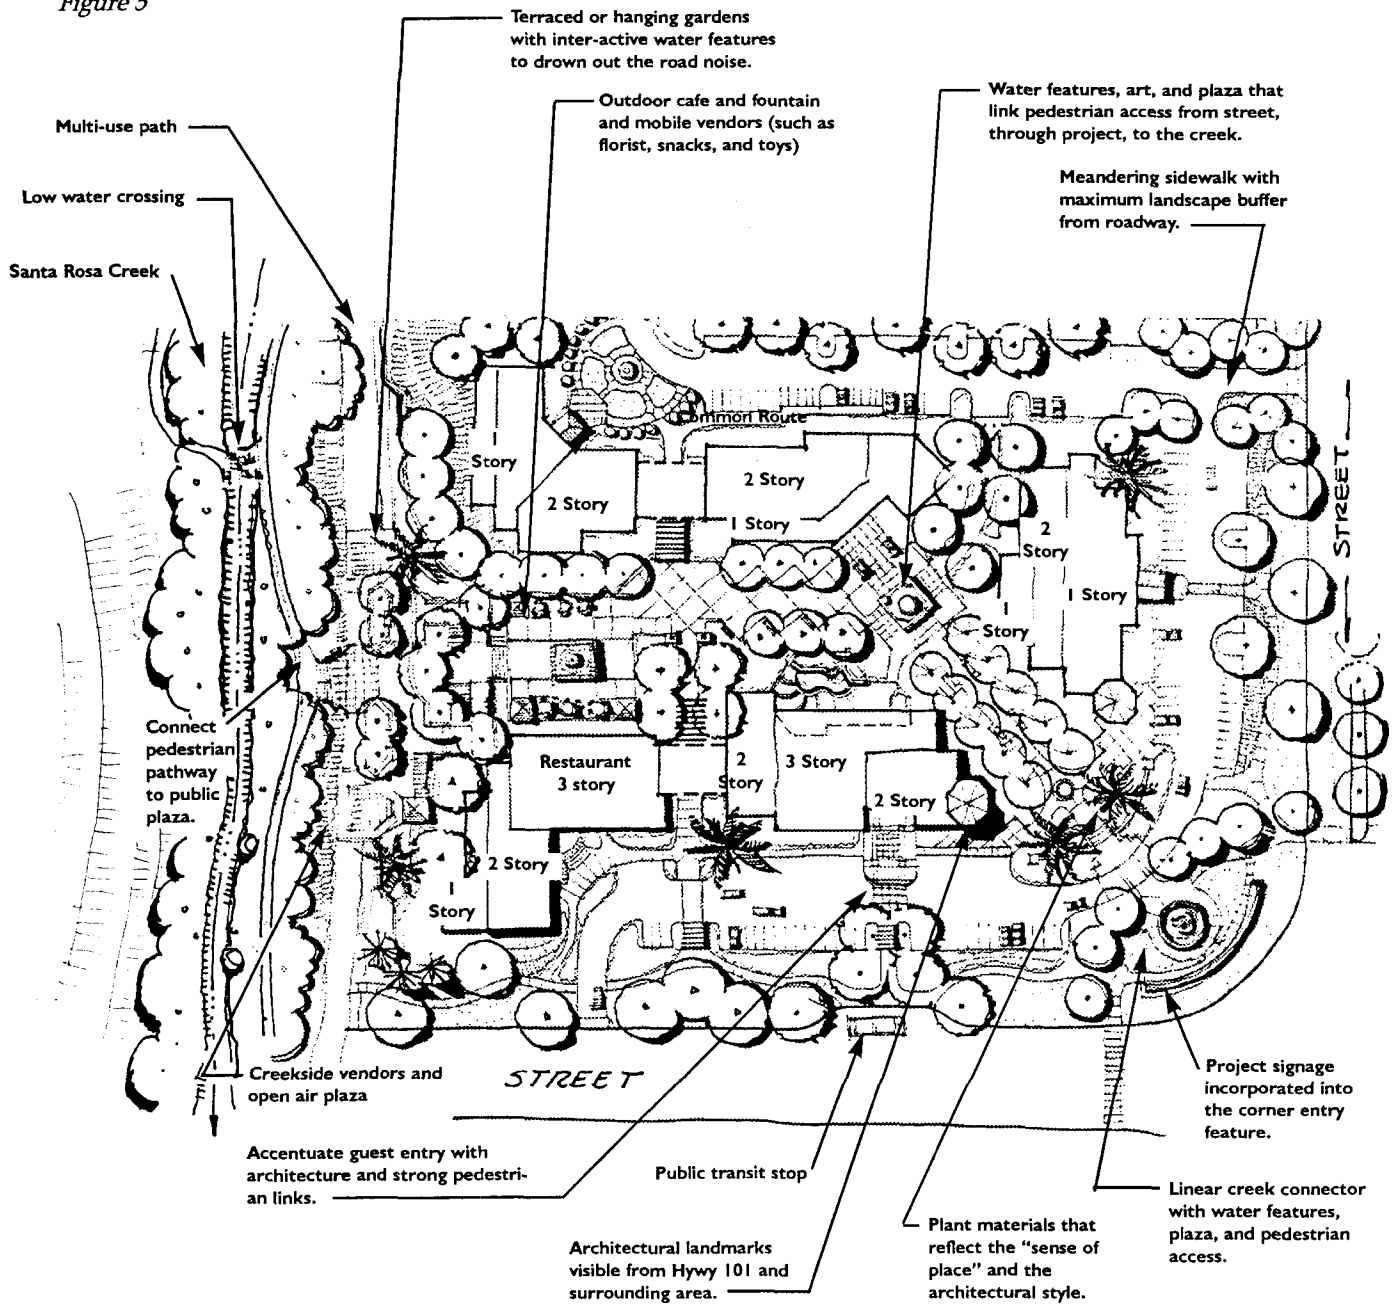 Figure 5
Terraced or hanging gardens
with inter-active water features
to drown out the road noise.
Outdoor cafe and fountain
and mobile vendors (such as
florist, snacks, and toys)
Water features, art, and plaza that
link pedestrian access from street,
through project, to the creek.
Multi-use path
Meandering sidewalk with
maximum landscape buffer
from roadway.
Low water crossing
Santa Rosa Creek
Common Route
1
Story
2 Story
2 Story
1 Story
2
Story
1 Story
1
Story
STREET
Connect
pedestrian
pathway
to public
plaza.
Restaurant
3 story
2
Story
3 Story
2 Story
2 Story
1
Story
Creekside vendors and
open air plaza
STREET
Project signage
incorporated into
the corner entry
feature.
Accentuate guest entry with
architecture and strong pedestri-
an links.
Public transit stop
Linear creek connector
with water features,
plaza, and pedestrian
access.
Plant materials that
reflect the “sense of
place” and the
architectural style.
Architectural landmarks
visible from Hywy 101 and
surrounding area.